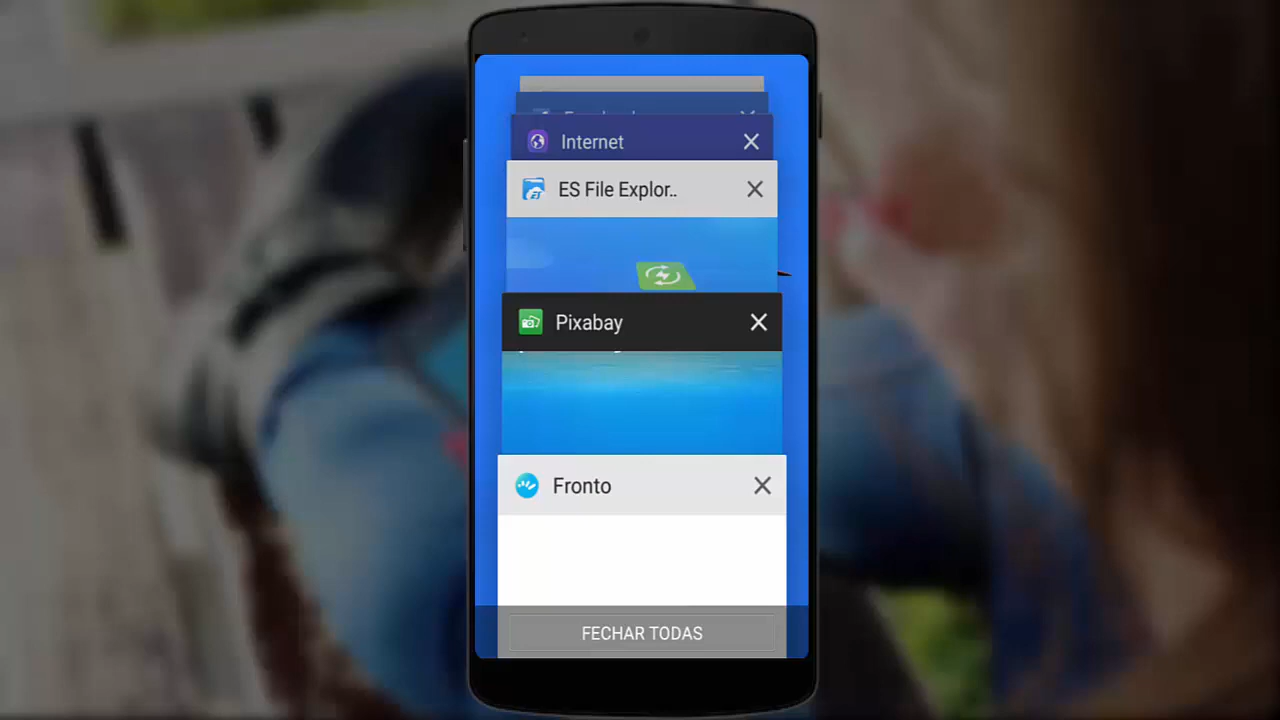 Internet
ES File Explor..
Pixabay
Fronto
FECHAR TODAS